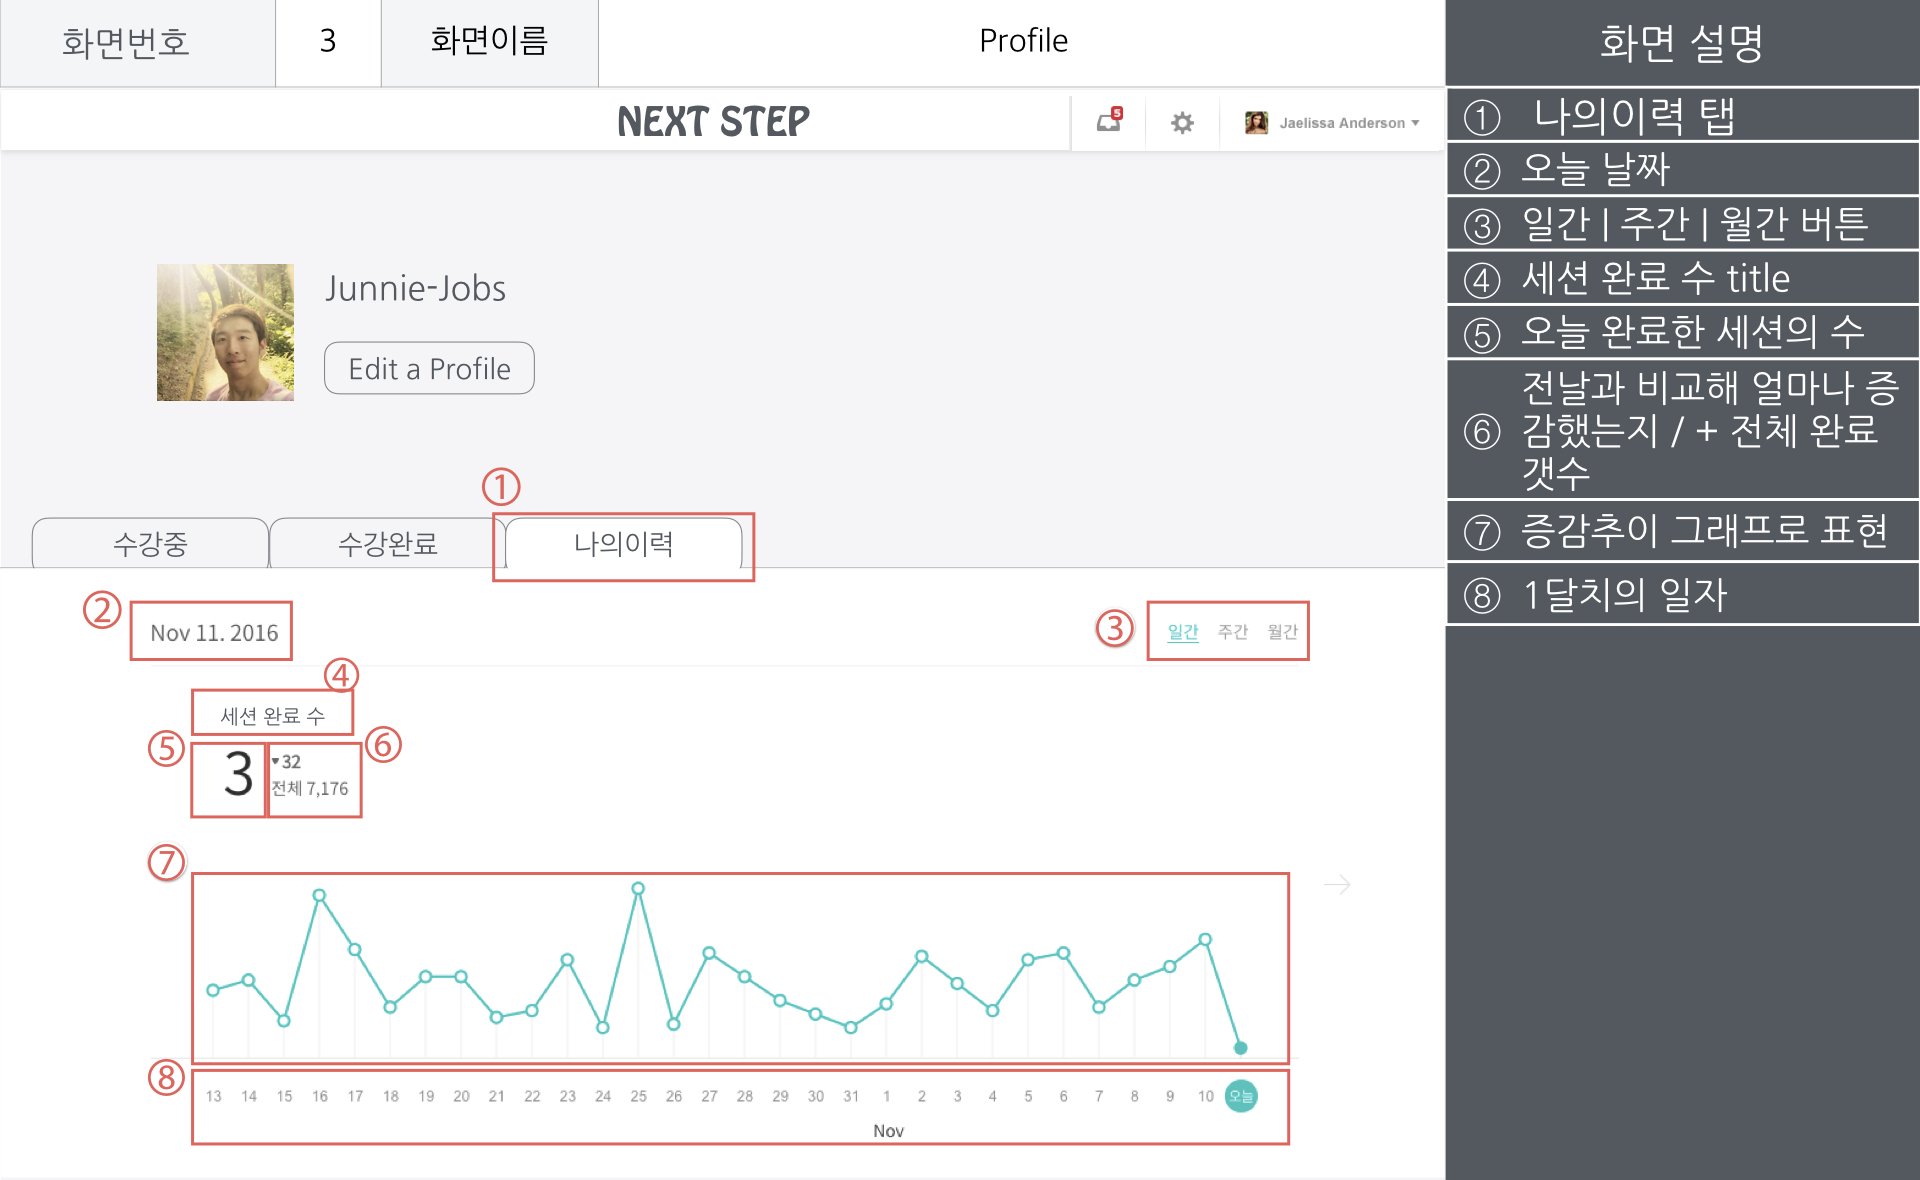 화면번호 3 화면이름 Profile 화면 설명
NEXT STEP 5 Jaelissa Anderson
① 나의이력 탭
② 오늘 날짜
③ 일간 | 주간 | 월간 버튼
④ 세션 완료 수 title
⑤ 오늘 완료한 세션의 수
⑥ 전날과 비교해 얼마나 증
감했는지 / + 전체 완료
갯수
⑦ 증감추이 그래프로 표현
⑧ 1달치의 일자
Junnie-Jobs
Edit a Profile
①
수강중 수강완료 나의이력
② Nov 11. 2016 ③ 일간 주간 월간
④
세션 완료 수
⑤ 3 ▼32 ⑥
전체 7,176
⑦
⑧
13 14 15 16 17 18 19 20 21 22 23 24 25 26 27 28 29 30 31 1 2 3 4 5 6 7 8 9 10 오늘
Nov